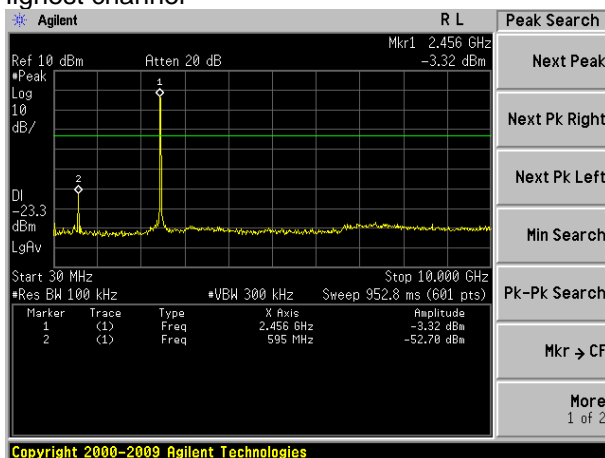 Agilent R L Peak Search
Mkr1 2.456 GHz
Ref 10 dBm Atten 20 dB -3.32 dBm
#Peak
Log
10
dB/
1
2
DI
-23.3
dBm
LgAv
Start 30 MHz Stop 10.000 GHz
#Res BW 100 kHz #VBW 300 kHz Sweep 952.8 ms (601 pts)
Marker Trace Type X Axis Amplitude
1 (1) Freq 2.456 GHz -3.32 dBm
2 (1) Freq 595 MHz -52.70 dBm
Next Peak
Next Pk Right
Next Pk Left
Min Search
Pk-Pk Search
Mkr → CF
More
1 of 2
Copyright 2000-2009 Agilent Technologies